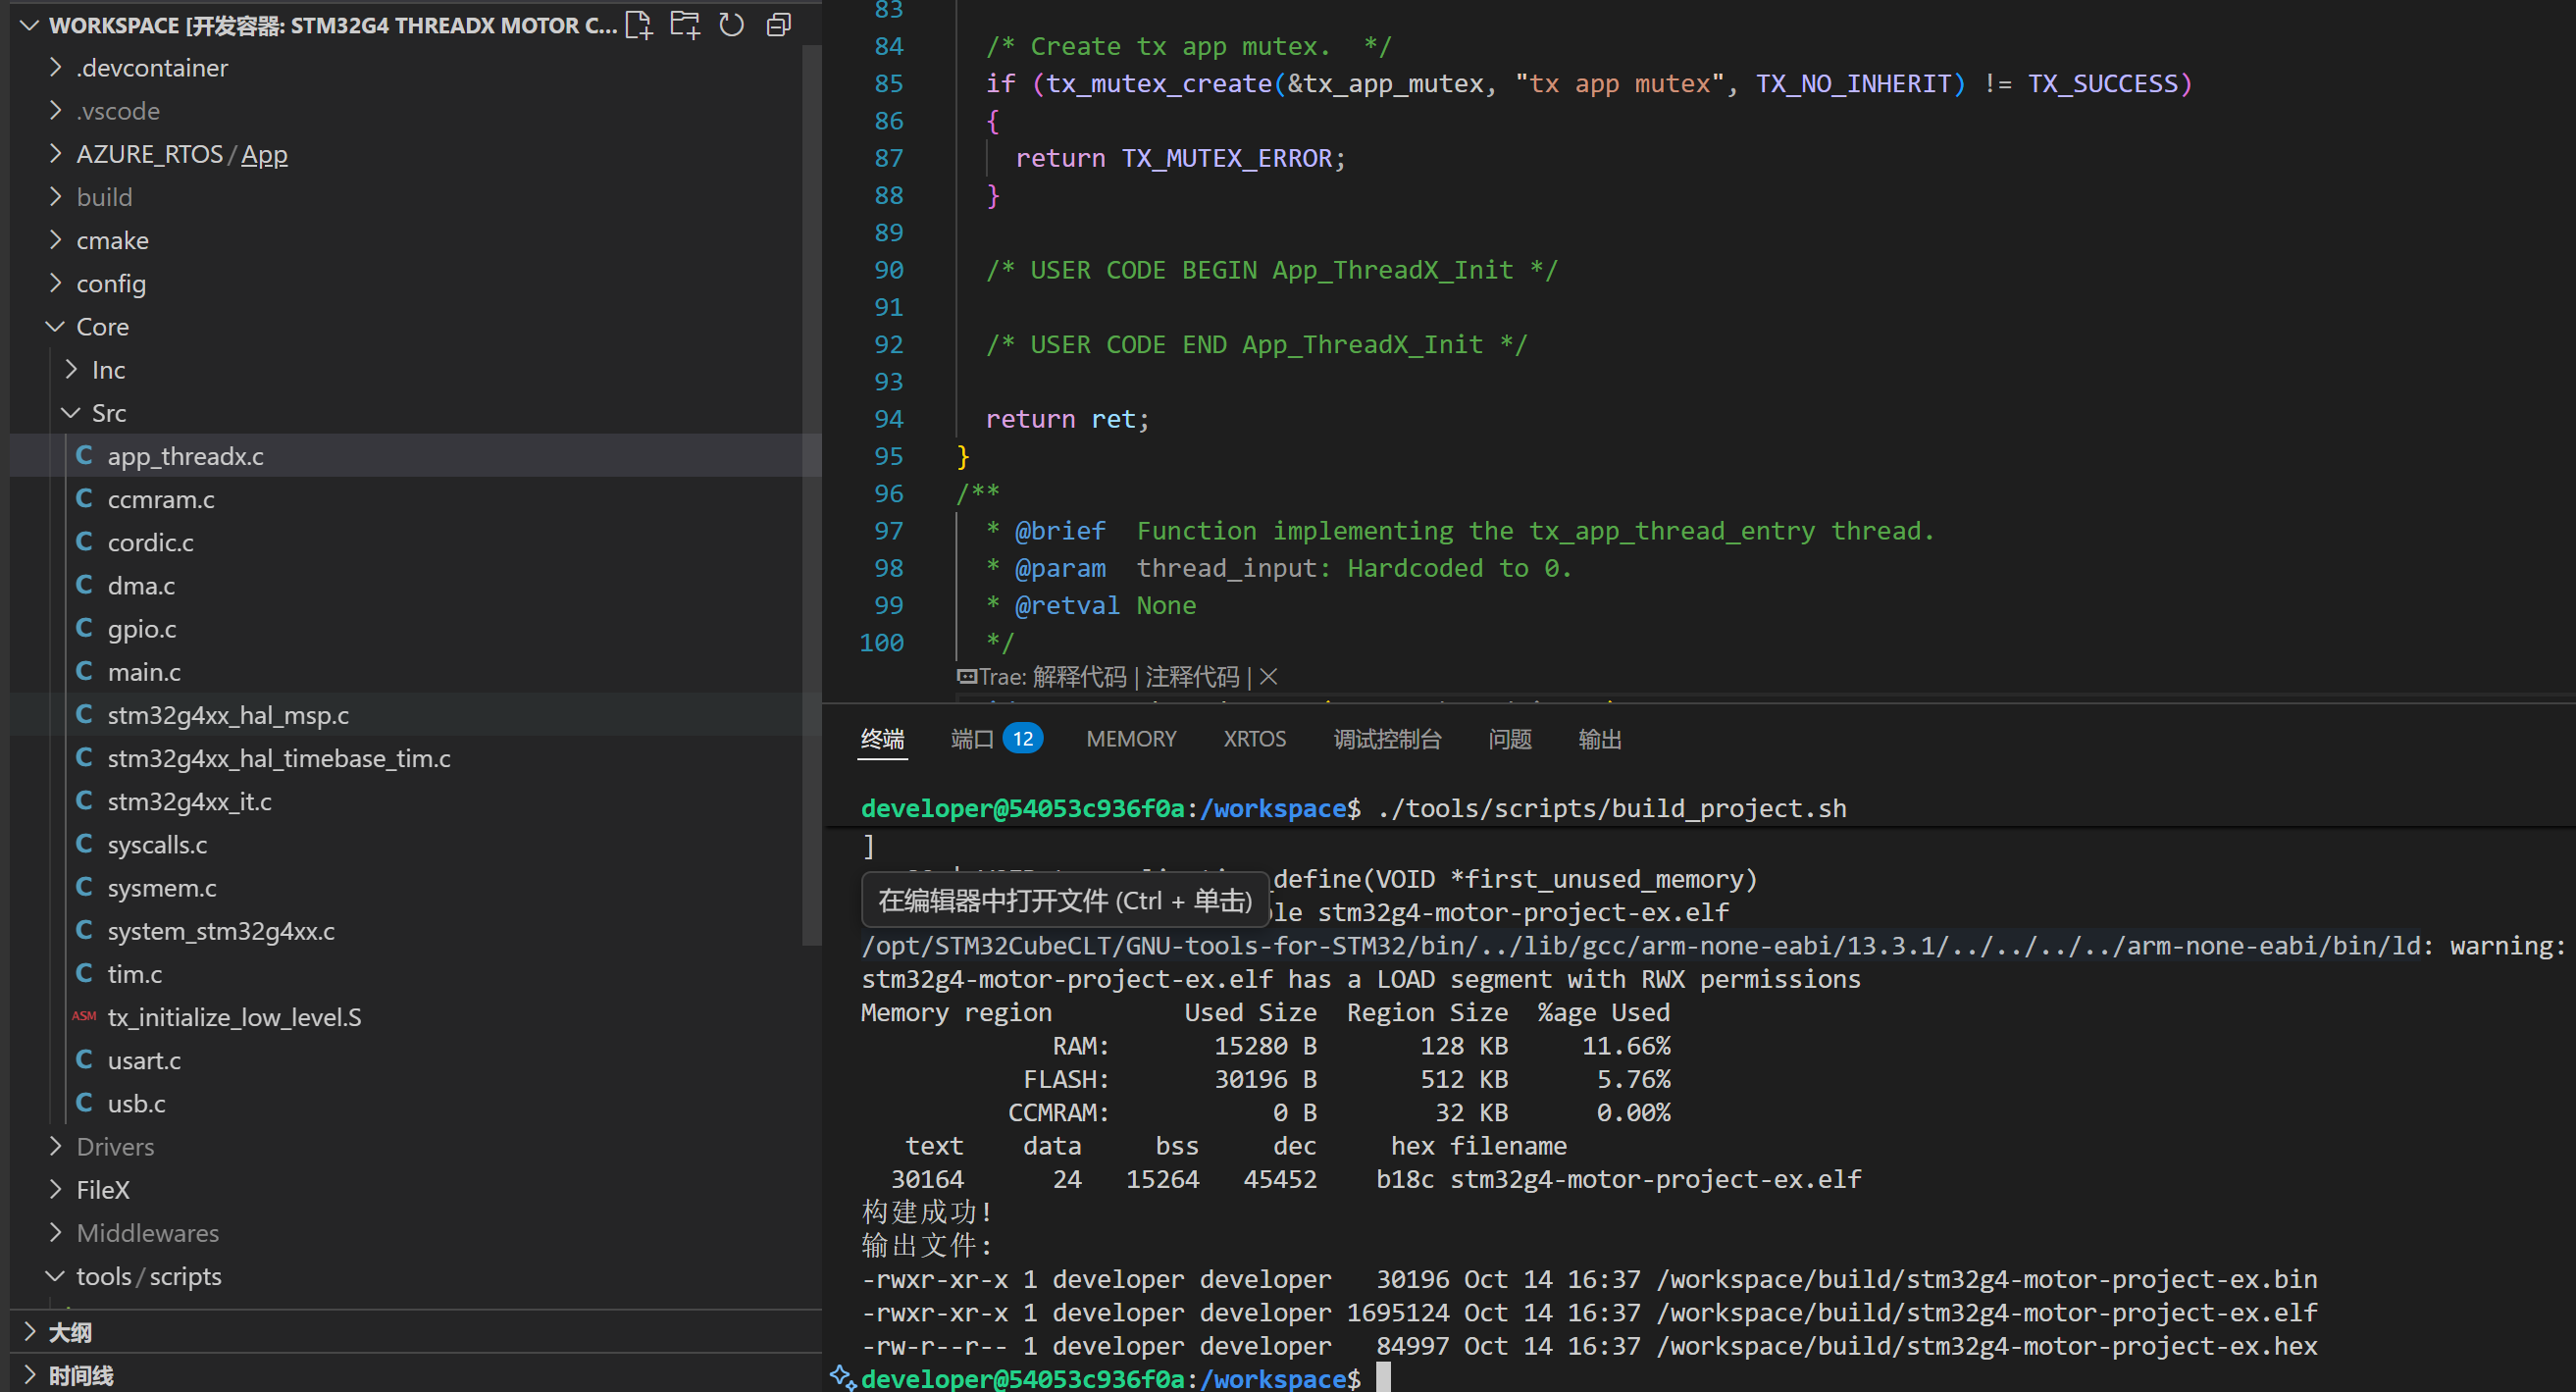 WORKSPACE [开发容器: STM32G4 THREADX MOTOR C...
.devcontainer
.vscode
AZURE_RTOS / App
build
cmake
config
Core
Inc
Src
C app_threadx.c
C ccmram.c
C cordic.c
C dma.c
C gpio.c
C main.c
C stm32g4xx_hal_msp.c
C stm32g4xx_hal_timebase_tim.c
C stm32g4xx_it.c
C syscalls.c
C sysmem.c
C system_stm32g4xx.c
C tim.c
ASM tx_initialize_low_level.S
C usart.c
C usb.c
Drivers
FileX
Middlewares
tools / scripts
大纲
时间线
83
84 /* Create tx app mutex.  */
85 if (tx_mutex_create(&tx_app_mutex, "tx app mutex", TX_NO_INHERIT) != TX_SUCCESS)
86 {
87 return TX_MUTEX_ERROR;
88 }
89
90 /* USER CODE BEGIN App_ThreadX_Init */
91
92 /* USER CODE END App_ThreadX_Init */
93
94 return ret;
95 }
96 /**
97 * @brief  Function implementing the tx_app_thread_entry thread.
98 * @param  thread_input: Hardcoded to 0.
99 * @retval None
100 */
Trae: 解释代码 | 注释代码 | ×
终端 端口 12 MEMORY XRTOS 调试控制台 问题 输出
developer@54053c936f0a:/workspace$ ./tools/scripts/build_project.sh
]
_define(VOID *first_unused_memory)
在编辑器中打开文件 (Ctrl + 单击)
le stm32g4-motor-project-ex.elf
/opt/STM32CubeCLT/GNU-tools-for-STM32/bin/../lib/gcc/arm-none-eabi/13.3.1/../../../../arm-none-eabi/bin/ld: warning:
stm32g4-motor-project-ex.elf has a LOAD segment with RWX permissions
Memory region Used Size Region Size %age Used
RAM: 15280 B 128 KB 11.66%
FLASH: 30196 B 512 KB 5.76%
CCMRAM: 0 B 32 KB 0.00%
text data bss dec hex filename
30164 24 15264 45452 b18c stm32g4-motor-project-ex.elf
构建成功!
输出文件:
-rwxr-xr-x 1 developer developer 30196 Oct 14 16:37 /workspace/build/stm32g4-motor-project-ex.bin
-rwxr-xr-x 1 developer developer 1695124 Oct 14 16:37 /workspace/build/stm32g4-motor-project-ex.elf
-rw-r--r-- 1 developer developer 84997 Oct 14 16:37 /workspace/build/stm32g4-motor-project-ex.hex
developer@54053c936f0a:/workspace$